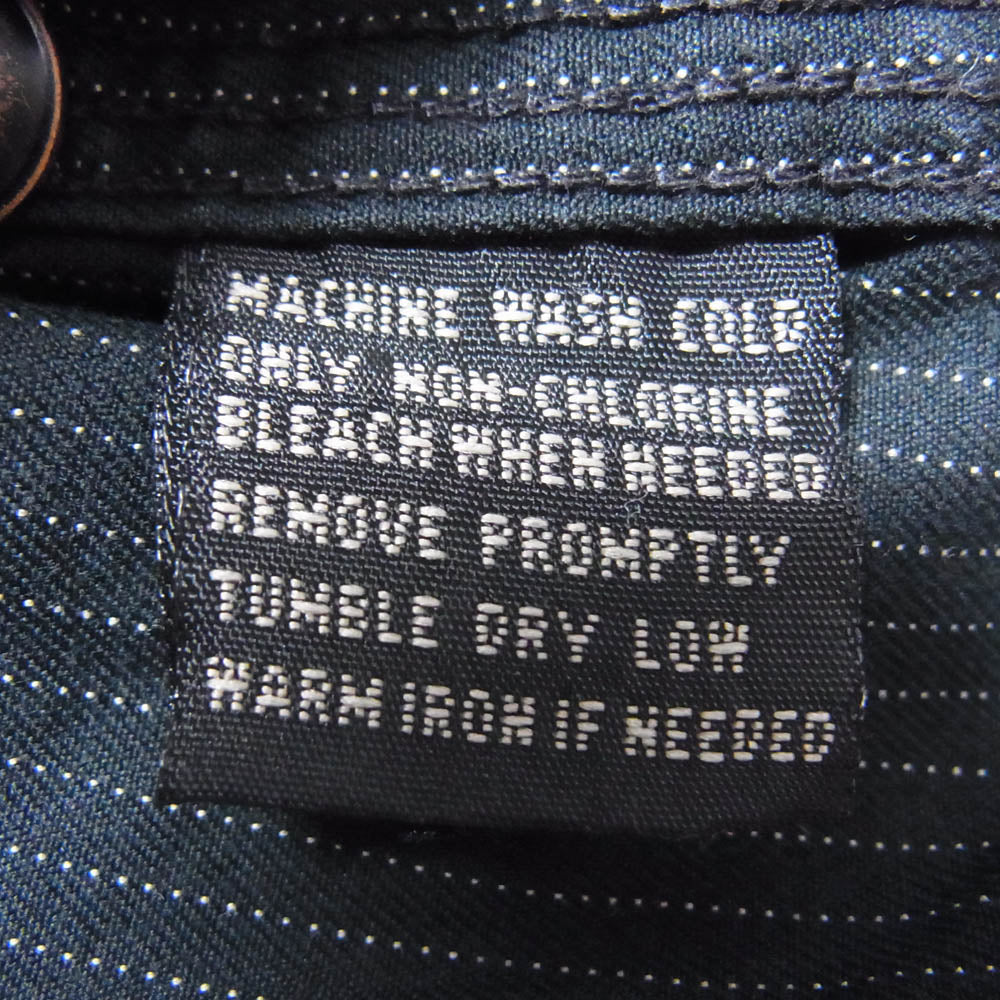 MACHINE WASH COLD
ONLY NON-CHLORINE
BLEACH WHEN NEEDED
REMOVE PROMPTLY
TUMBLE DRY LOW
WARM IRON IF NEEDED